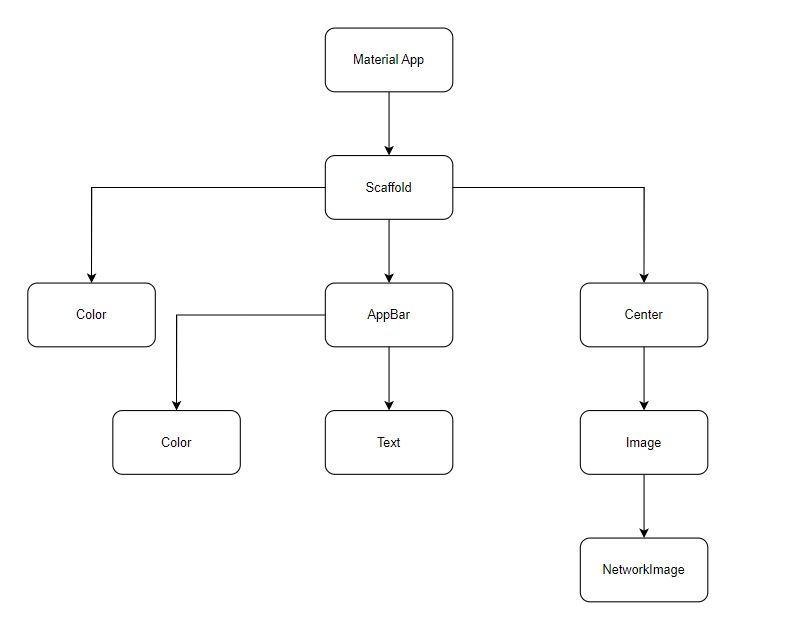 Material App
Scaffold
Color
AppBar
Center
Color
Text
Image
NetworkImage